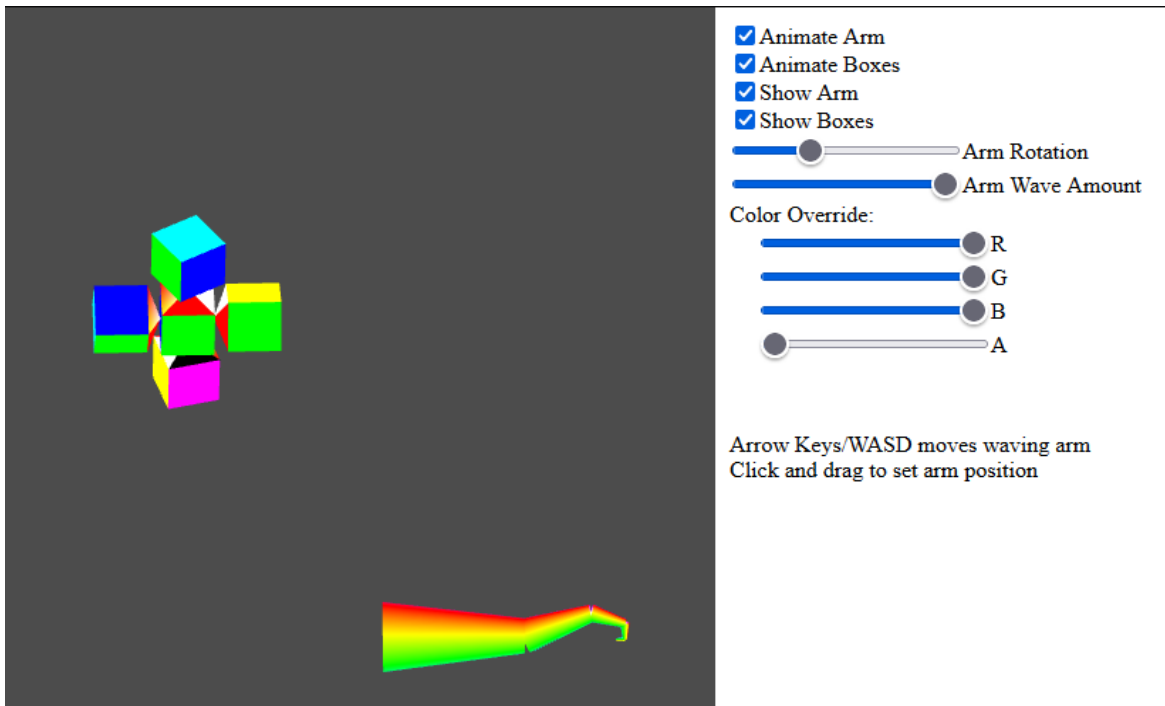 Animate Arm
Animate Boxes
Show Arm
Show Boxes
Arm Rotation
Arm Wave Amount
Color Override:
R
G
B
A
Arrow Keys/WASD moves waving arm
Click and drag to set arm position